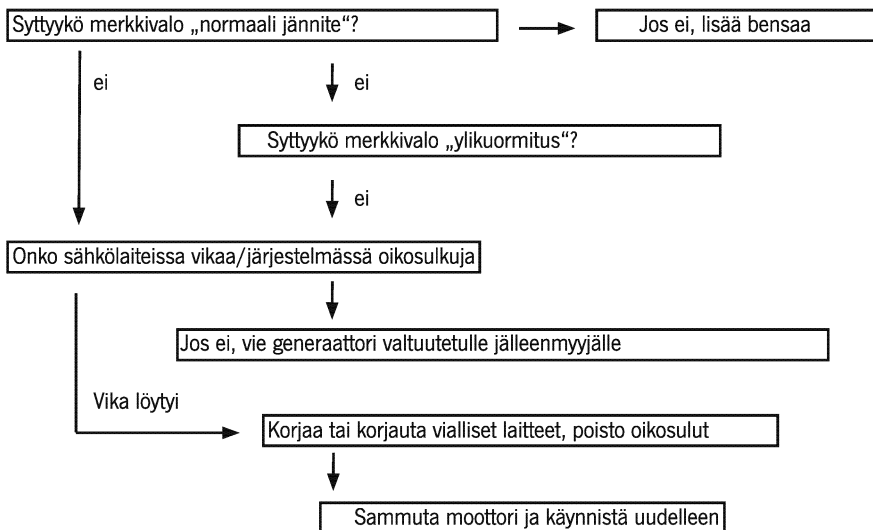 Syttyykö merkkivalo „normaali jännite“?
Jos ei, lisää bensaa
ei
ei
Syttyykö merkkivalo „ylikuormitus“?
ei
Onko sähkölaiteissa vikaa/järjestelmässä oikosulkuja
Jos ei, vie generaattori valtuutetulle jälleenmyyjälle
Vika löytyi
Korjaa tai korjauta vialliset laitteet, poisto oikosulut
Sammuta moottori ja käynnistä uudelleen